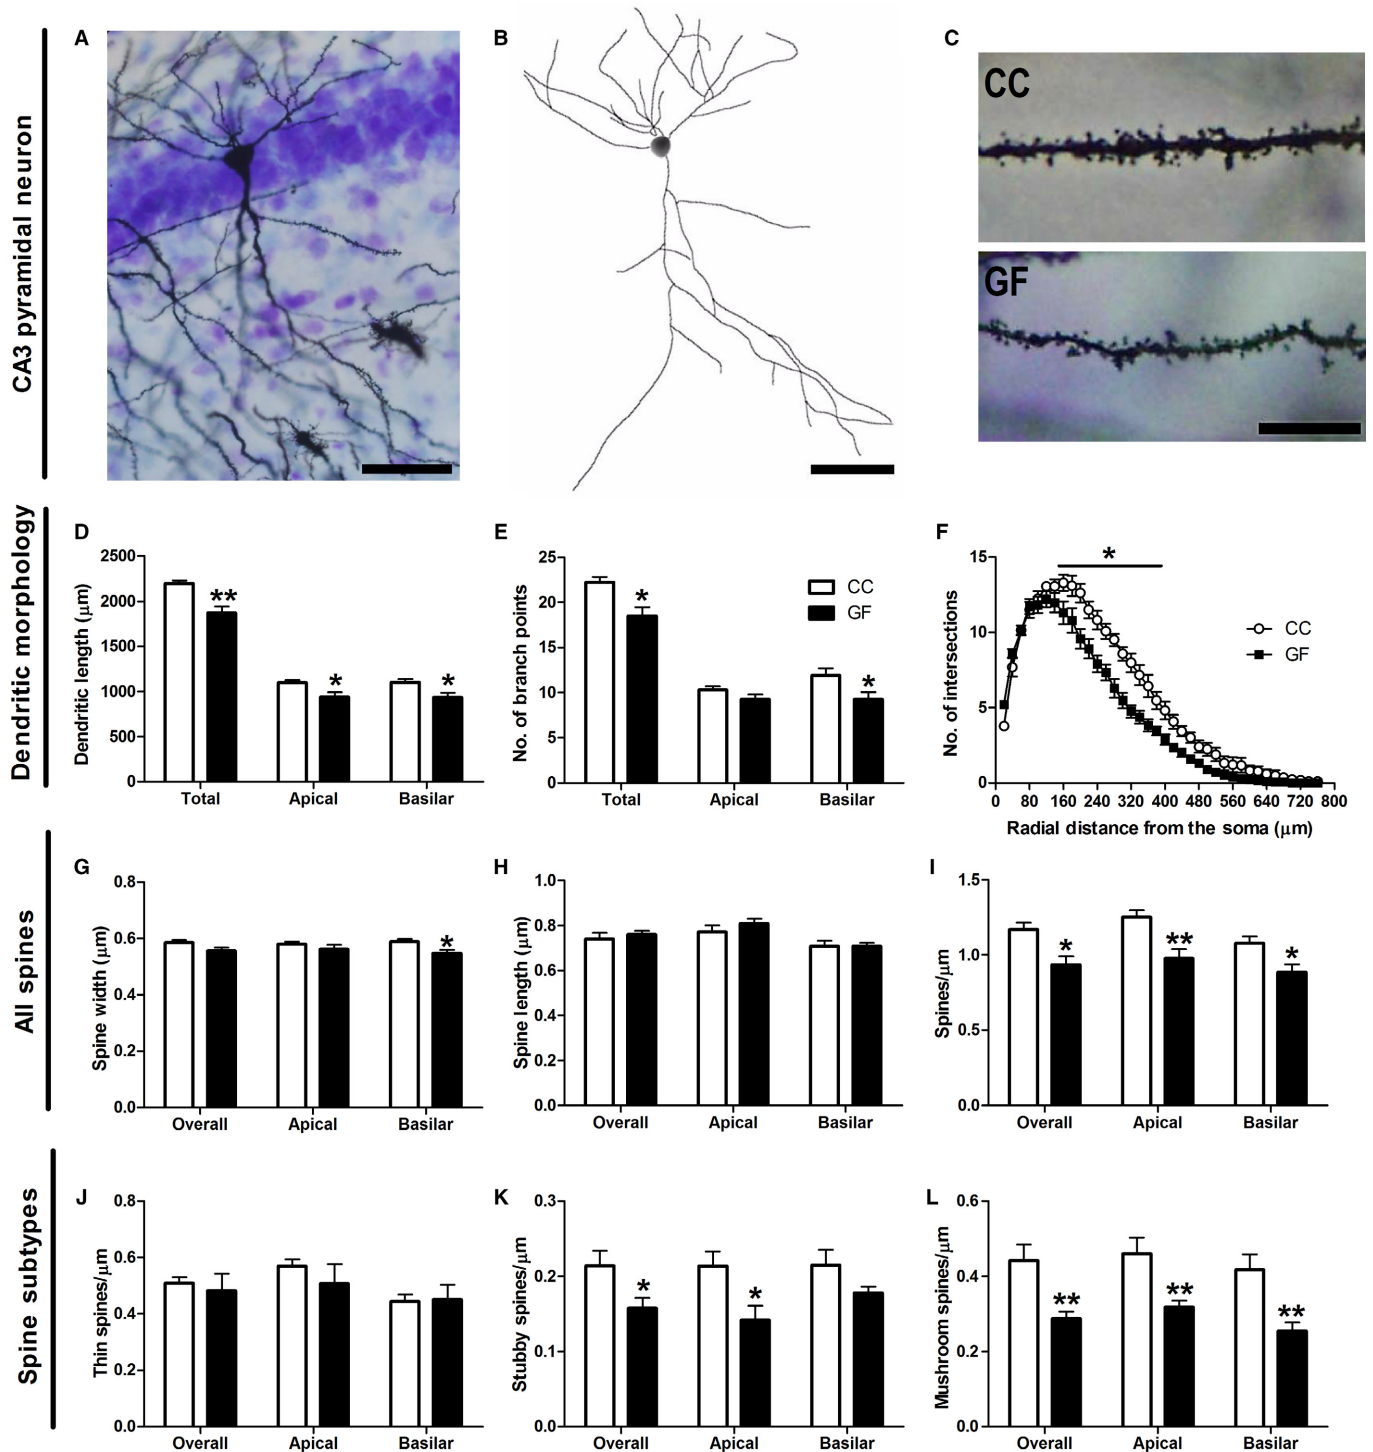 CA3 pyramidal neuron
A
B
C
CC
GF
Dendritic morphology
D
Dendritic length (μm)
2500
2000
1500
1000
500
0
**
*
*
Total Apical Basilar
E
No. of branch points
25
20
15
10
5
0
*
*
CC
GF
Total Apical Basilar
F
No. of intersections
15
10
5
0
*
CC
GF
0 80 160 240 320 400 480 560 640 720 800
Radial distance from the soma (μm)
All spines
G
Spine width (μm)
0.8
0.6
0.4
0.2
0.0
*
Overall Apical Basilar
H
Spine length (μm)
1.0
0.8
0.6
0.4
0.2
0.0
Overall Apical Basilar
I
Spines/μm
1.5
1.0
0.5
0.0
*
**
*
Overall Apical Basilar
Spine subtypes
J
Thin spines/μm
0.8
0.6
0.4
0.2
0.0
Overall Apical Basilar
K
Stubby spines/μm
0.3
0.2
0.1
0.0
*
*
Overall Apical Basilar
L
Mushroom spines/μm
0.6
0.4
0.2
0.0
**
**
**
Overall Apical Basilar